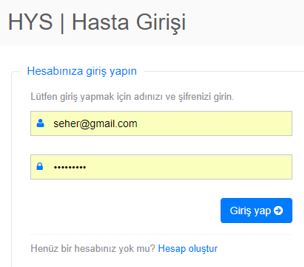 HYS | Hasta Girişi
Hesabınıza giriş yapın
Lütfen giriş yapmak için adınızı ve şifrenizi girin.
seher@gmail.com
•••••••••
Giriş yap
Henüz bir hesabınız yok mu? Hesap oluştur